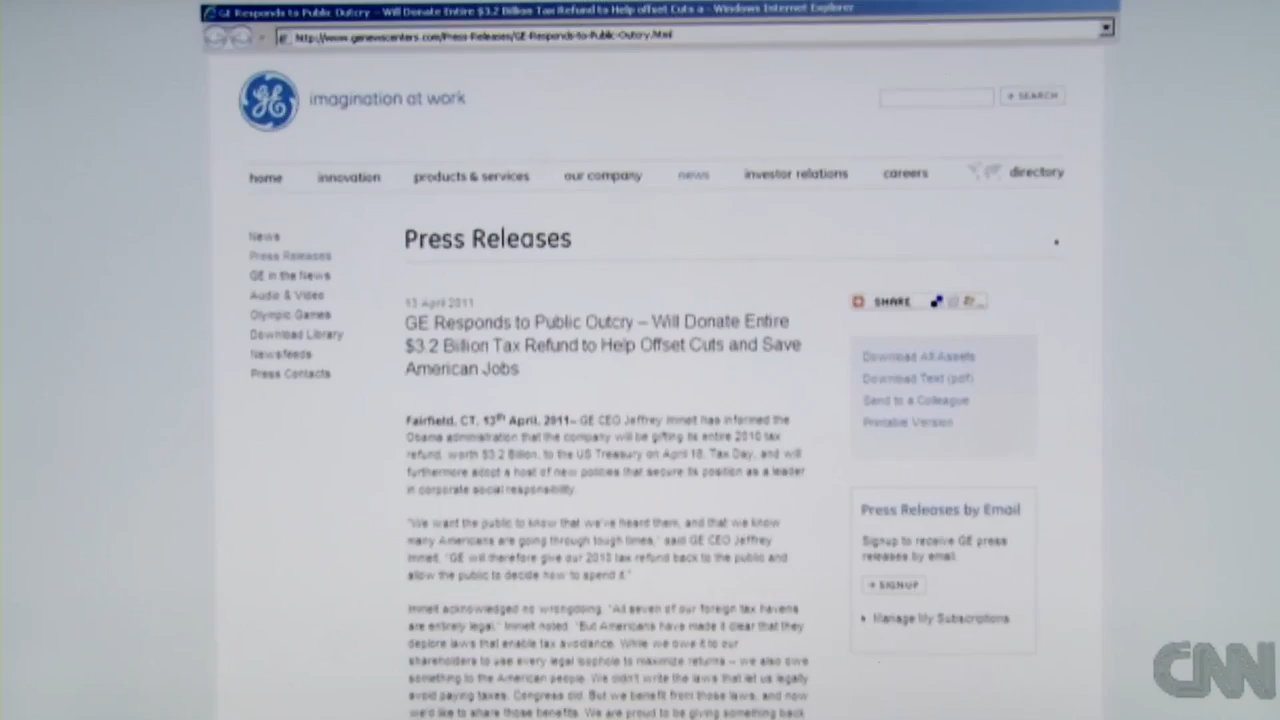 GE Responds to Public Outcry - Will Donate Entire $3.2 Billion Tax Refund to Help offset Cuts a - Windows Internet Explorer
http://www.genewscenters.com/Press-Releases/GE-Responds-to-Public-Outcry.html
GE imagination at work
SEARCH
home innovation products & services our company news investor relations careers directory
News
Press Releases
GE in the News
Audio & Video
Olympic Games
Download Library
Newsfeeds
Press Contacts
Press Releases
13 April 2011
GE Responds to Public Outcry – Will Donate Entire
$3.2 Billion Tax Refund to Help Offset Cuts and Save
American Jobs
Fairfield, CT, 13th April, 2011– GE CEO Jeffrey Immelt has informed the
Obama administration that the company will be gifting its entire 2010 tax
refund, worth $3.2 Billion, to the US Treasury on April 18, Tax Day, and will
furthermore adopt a host of new policies that secure its position as a leader
in corporate social responsibility.
"We want the public to know that we've heard them, and that we know
many Americans are going through tough times," said GE CEO Jeffrey
Immelt. "GE will therefore give our 2010 tax refund back to the public and
allow the public to decide how to spend it."
Immelt acknowledged no wrongdoing. "All seven of our foreign tax havens
are entirely legal," Immelt noted. "But Americans have made it clear that they
deplore laws that enable tax avoidance. While we owe it to our
shareholders to use every legal loophole to maximize returns – we also owe
something to the American people. We didn't write the laws that let us legally
avoid paying taxes. Congress did. But we benefit from those laws, and now
we'd like to share those benefits. We are proud to be giving something back
SHARE
Download All Assets
Download Text (pdf)
Send to a Colleague
Printable Version
Press Releases by Email
Signup to receive GE press
releases by email.
SIGNUP
Manage My Subscriptions
CNN